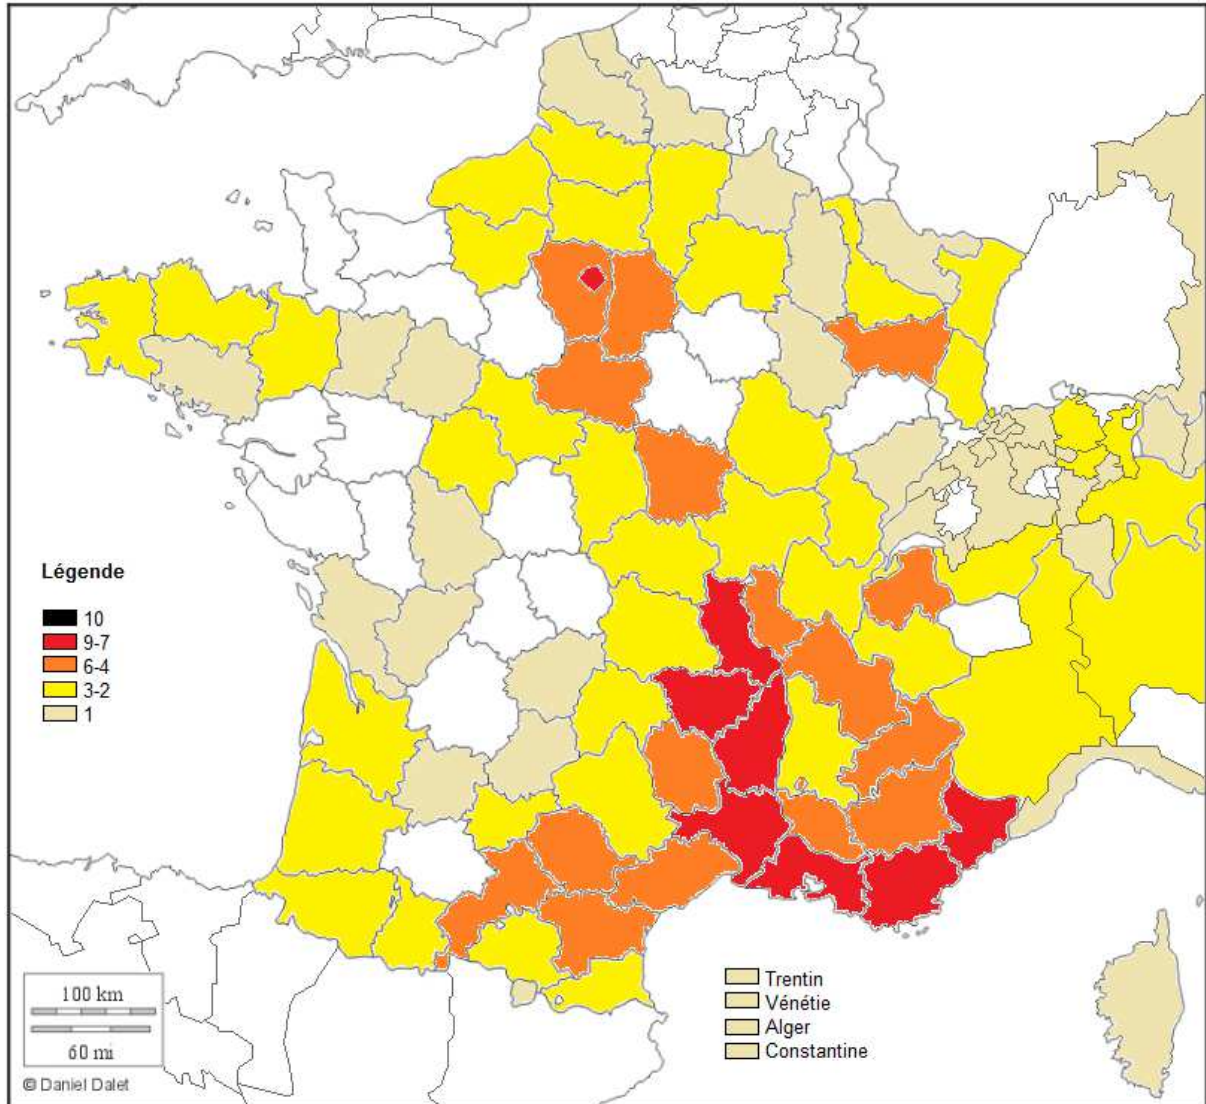 Légende
10
9-7
6-4
3-2
1
100 km
60 mi
© Daniel Dalet
Trentin
Vénétie
Alger
Constantine